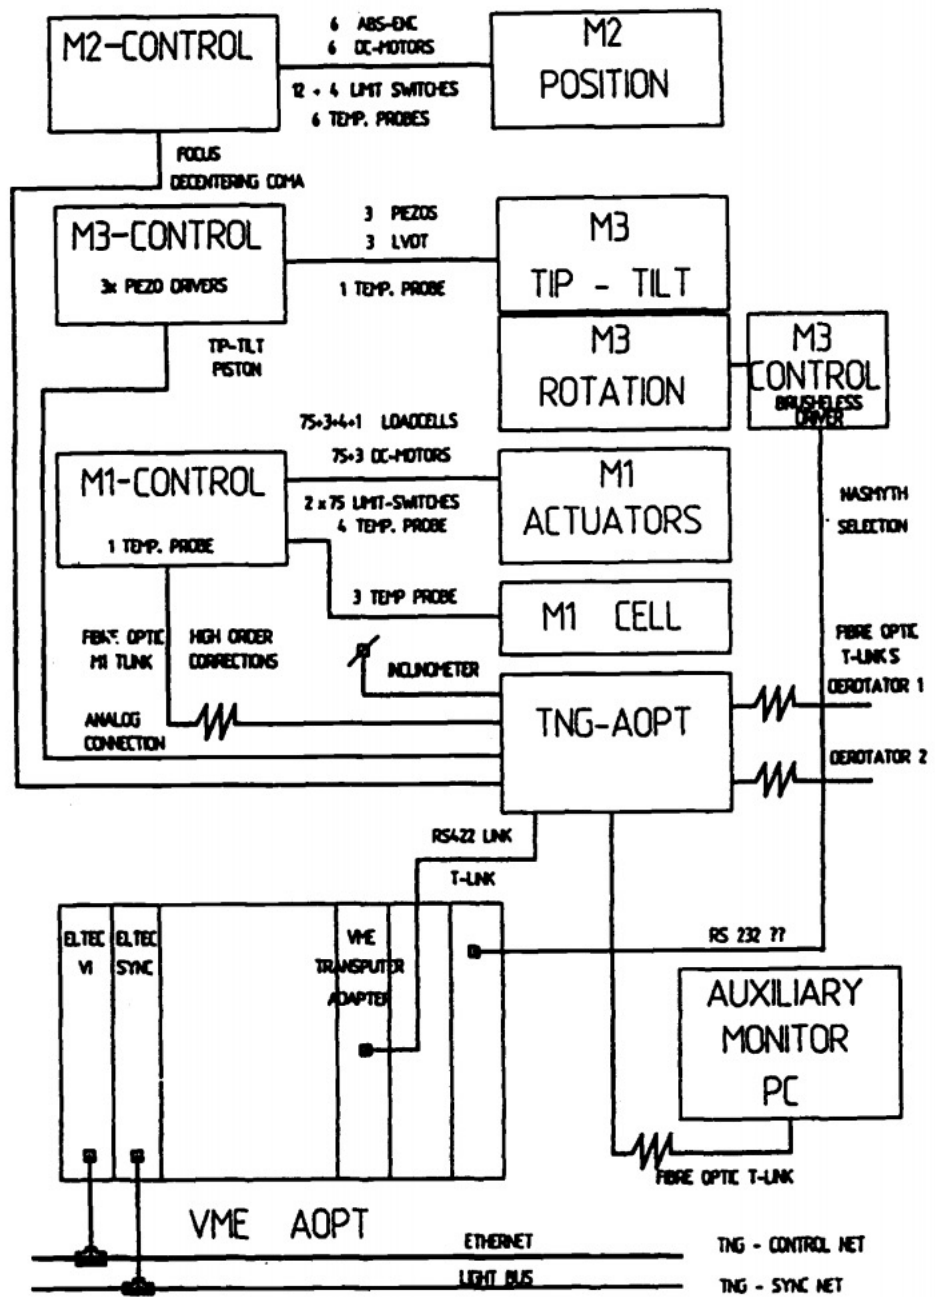 M2-CONTROL
6 ABS-ENC
6 DC-MOTORS
12 + 4 LIMIT SWITCHES
6 TEMP. PROBES
M2
POSITION
FOCUS
DECENTERING COMA
M3-CONTROL
3x PIEZO DRIVERS
3 PIEZOS
3 LVDT
1 TEMP. PROBE
M3
TIP - TILT
M3
ROTATION
M3
CONTROL
BRUSHELESS
DRIVER
TIP-TILT
PISTON
75+3+4+1 LOADCELLS
75+3 DC-MOTORS
2 x 75 LIMIT-SWITCHES
4 TEMP. PROBE
M1-CONTROL
1 TEMP. PROBE
M1
ACTUATORS
NASMYTH
SELECTION
3 TEMP PROBE
M1 CELL
FIBRE OPTIC
M1 TLINK
HIGH ORDER
CORRECTIONS
INCLINOMETER
FIBRE OPTIC
T-LINKS
DEROTATOR 1
TNG-AOPT
ANALOG
CONNECTION
DEROTATOR 2
RS422 LINK
T-LINK
ELTEC
V1
ELTEC
SYNC
VME
TRANSPUTER
ADAPTER
RS 232 ??
AUXILIARY
MONITOR
PC
FIBRE OPTIC T-LINK
VME AOPT
ETHERNET
TNG - CONTROL NET
LIGHT BUS
TNG - SYNC NET